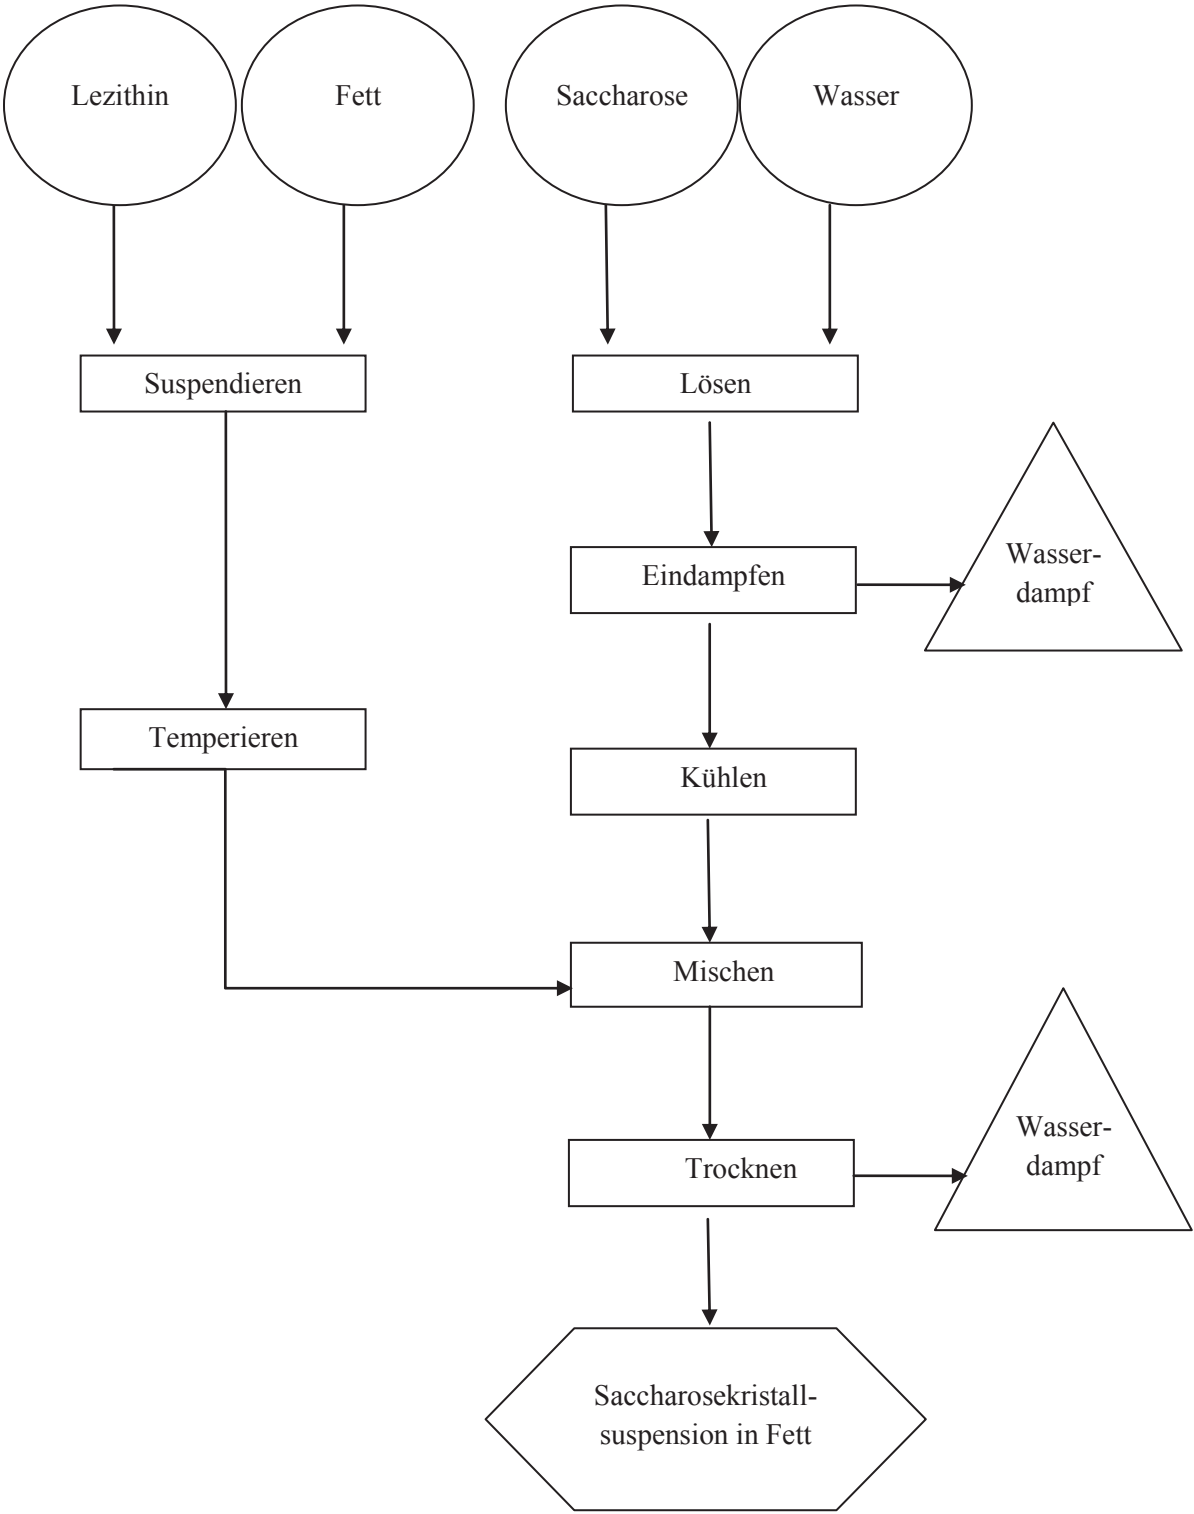 Lezithin
Fett
Saccharose
Wasser
Suspendieren
Lösen
Eindampfen
Wasser-
dampf
Temperieren
Kühlen
Mischen
Trocknen
Wasser-
dampf
Saccharosekristall-
suspension in Fett